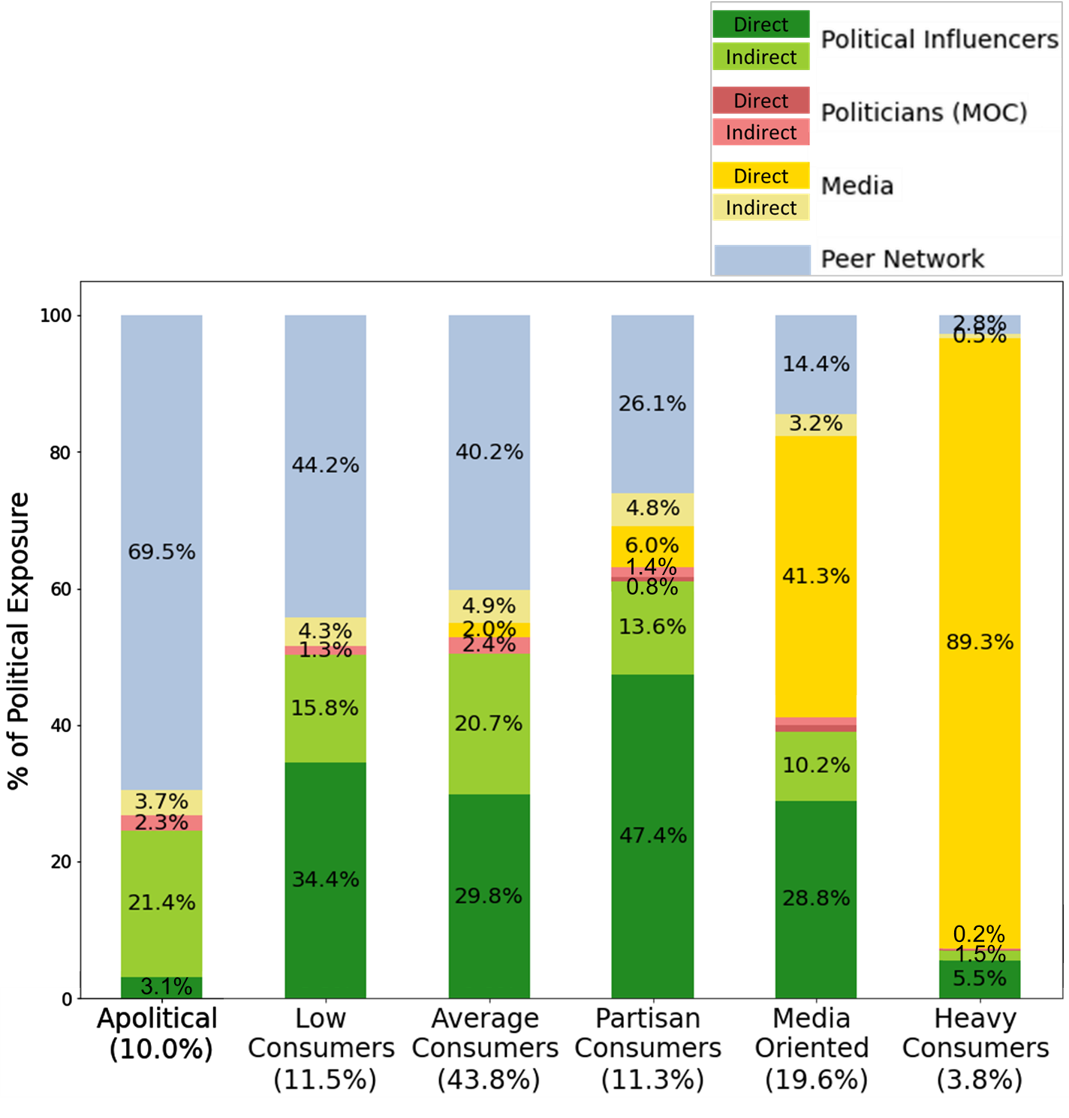 Direct
Indirect
Political Influencers
Direct
Indirect
Politicians (MOC)
Direct
Indirect
Media
Peer Network
% of Political Exposure
100
80
60
40
20
0
69.5%
3.7%
2.3%
21.4%
3.1%
44.2%
4.3%
1.3%
15.8%
34.4%
40.2%
4.9%
2.0%
2.4%
20.7%
29.8%
26.1%
4.8%
6.0%
1.4%
0.8%
13.6%
47.4%
14.4%
3.2%
41.3%
10.2%
28.8%
2.8%
0.5%
89.3%
0.2%
1.5%
5.5%
Apolitical
(10.0%)
Low
Consumers
(11.5%)
Average
Consumers
(43.8%)
Partisan
Consumers
(11.3%)
Media
Oriented
(19.6%)
Heavy
Consumers
(3.8%)